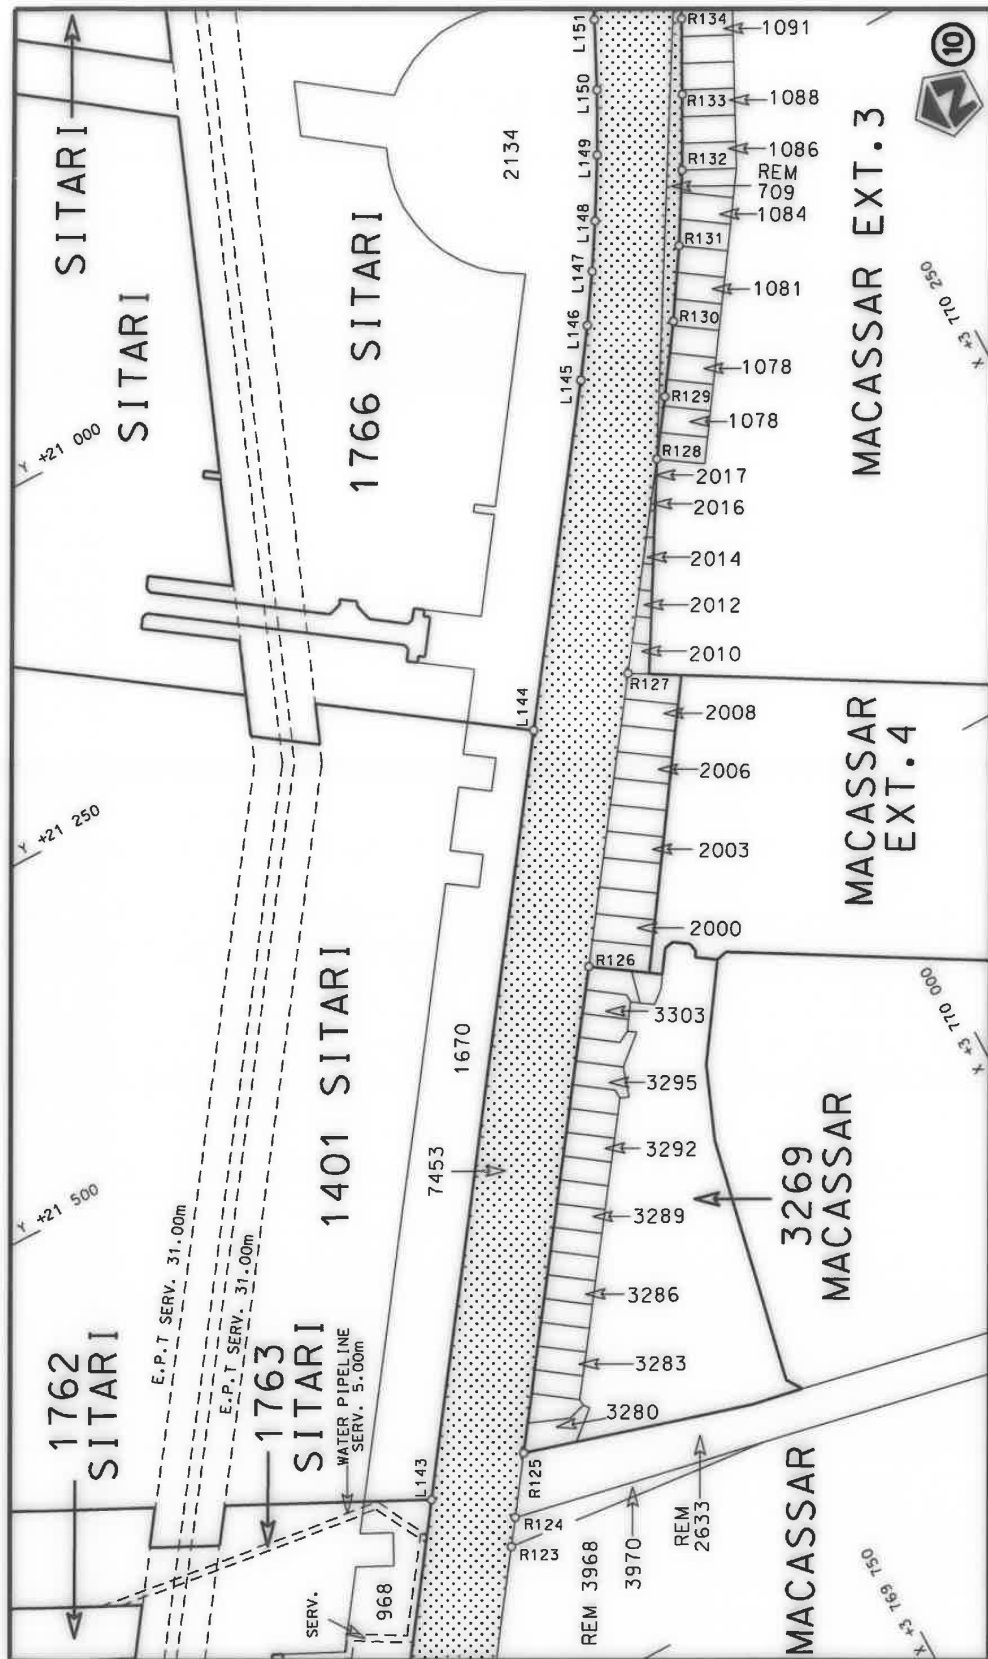 SITARI
SITARI
1766 SITARI
2134
L151
L150
L149
L148
L147
L146
L145
L144
L143
R134
R133
R132
R131
R130
R129
R128
R127
R126
R125
R124
R123
1091
1088
1086
REM
709
1084
1081
1078
1078
2017
2016
2014
2012
2010
2008
2006
2003
2000
3303
3295
3292
3289
3286
3283
3280
MACASSAR EXT.3
10
N
X +3 770 250
Y +21 000
Y +21 250
Y +21 500
MACASSAR
EXT.4
X +3 770 000
1401 SITARI
1670
7453
3269
MACASSAR
E.P.T SERV. 31.00m
E.P.T SERV. 31.00m
1762
SITARI
1763
SITARI
WATER PIPELINE
SERV. 5.00m
SERV.
968
REM 3968
3970
REM
2633
MACASSAR
X +3 769 750